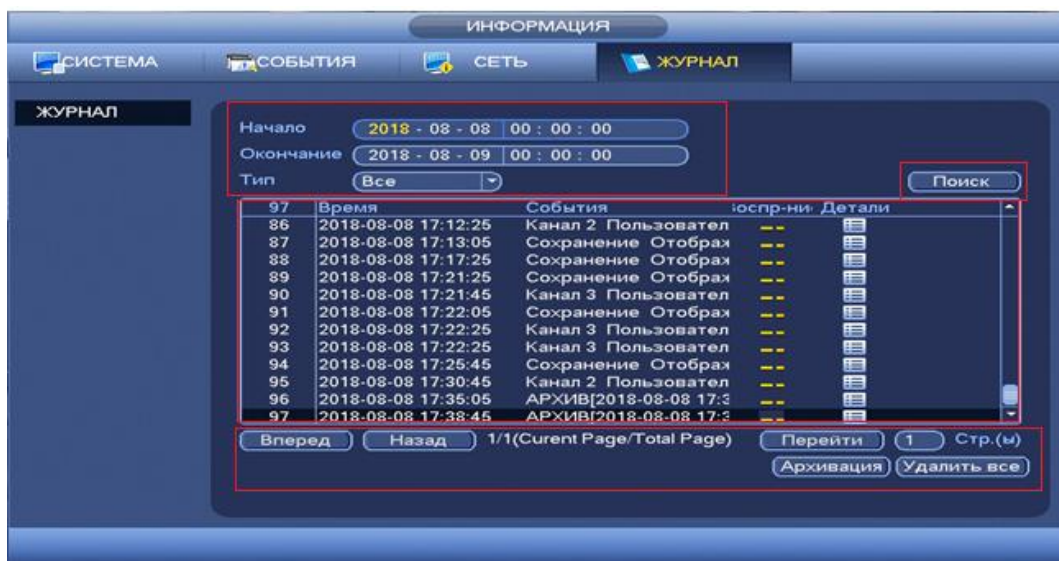 ИНФОРМАЦИЯ
СИСТЕМА СОБЫТИЯ СЕТЬ ЖУРНАЛ
ЖУРНАЛ
Начало 2018 - 08 - 08 00 : 00 : 00
Окончание 2018 - 08 - 09 00 : 00 : 00
Тип Все
Поиск
97 Время События зоспр-ни Детали
86 2018-08-08 17:12:25 Канал 2 Пользовател --
87 2018-08-08 17:13:05 Сохранение Отображ --
88 2018-08-08 17:17:25 Сохранение Отображ --
89 2018-08-08 17:21:25 Сохранение Отображ --
90 2018-08-08 17:21:45 Канал 3 Пользовател --
91 2018-08-08 17:22:05 Сохранение Отображ --
92 2018-08-08 17:22:25 Канал 3 Пользовател --
93 2018-08-08 17:22:25 Канал 3 Пользовател --
94 2018-08-08 17:25:45 Сохранение Отображ --
95 2018-08-08 17:30:45 Канал 2 Пользовател --
96 2018-08-08 17:35:05 АРХИВ[2018-08-08 17:3 --
97 2018-08-08 17:38:45 АРХИВ[2018-08-08 17:3 --
Вперед Назад 1/1(Curent Page/Total Page) Перейти 1 Стр.(ы)
Архивация Удалить все